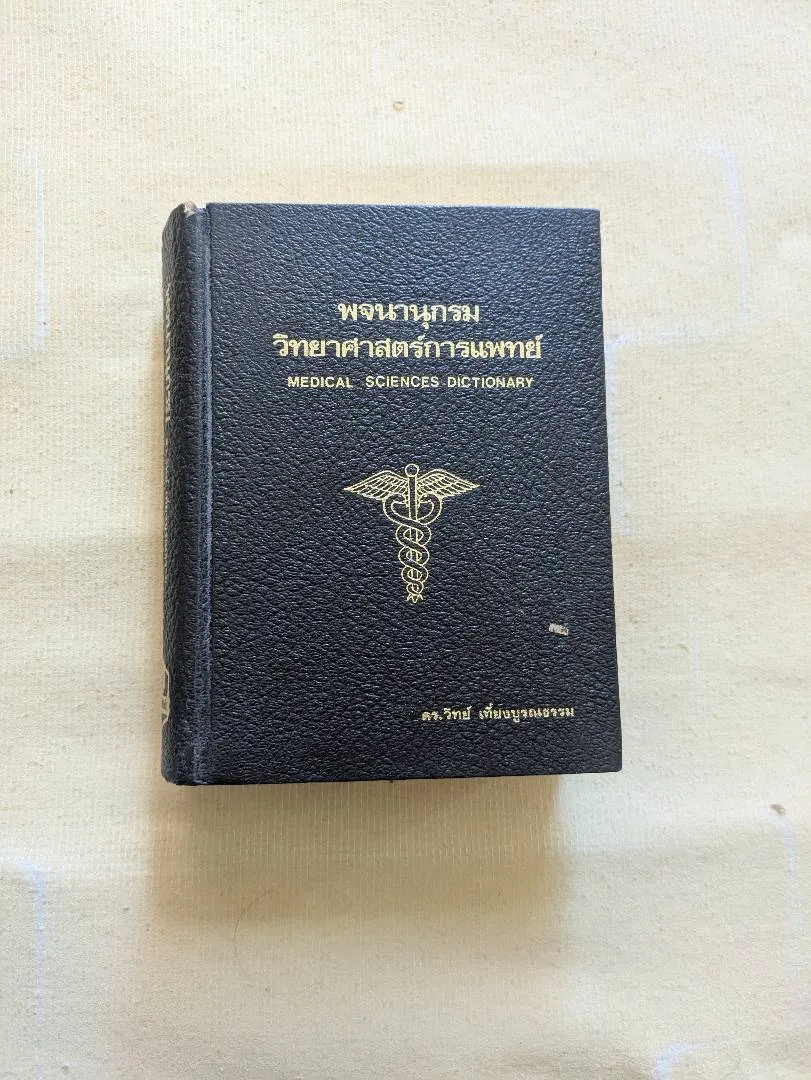 พจนานุกรม
วิทยาศาสตร์การแพทย์
MEDICAL SCIENCES DICTIONARY
ดร.วิทย์ เที่ยงบูรณธรรม